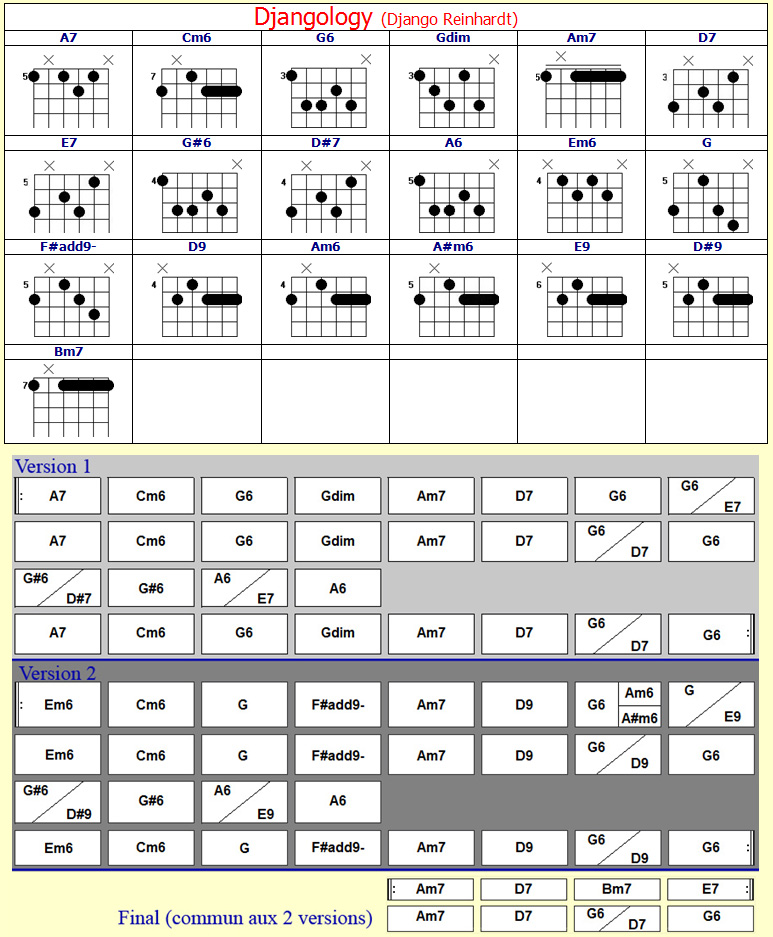 Djangology (Django Reinhardt)
A7 Cm6 G6 Gdim Am7 D7
5 7 3 3 5 3
E7 G#6 D#7 A6 Em6 G
5 4 4 5 4 5
F#add9- D9 Am6 A#m6 E9 D#9
5 4 4 5 6 5
Bm7
7
Version 1
A7 Cm6 G6 Gdim Am7 D7 G6 G6 E7
A7 Cm6 G6 Gdim Am7 D7 G6 D7 G6
G#6 D#7 G#6 A6 E7 A6
A7 Cm6 G6 Gdim Am7 D7 G6 D7 G6
Version 2
Em6 Cm6 G F#add9- Am7 D9 G6 Am6 A#m6 G E9
Em6 Cm6 G F#add9- Am7 D9 G6 D9 G6
G#6 D#9 G#6 A6 E9 A6
Em6 Cm6 G F#add9- Am7 D9 G6 D9 G6
Am7 D7 Bm7 E7
Final (commun aux 2 versions) Am7 D7 G6 D7 G6